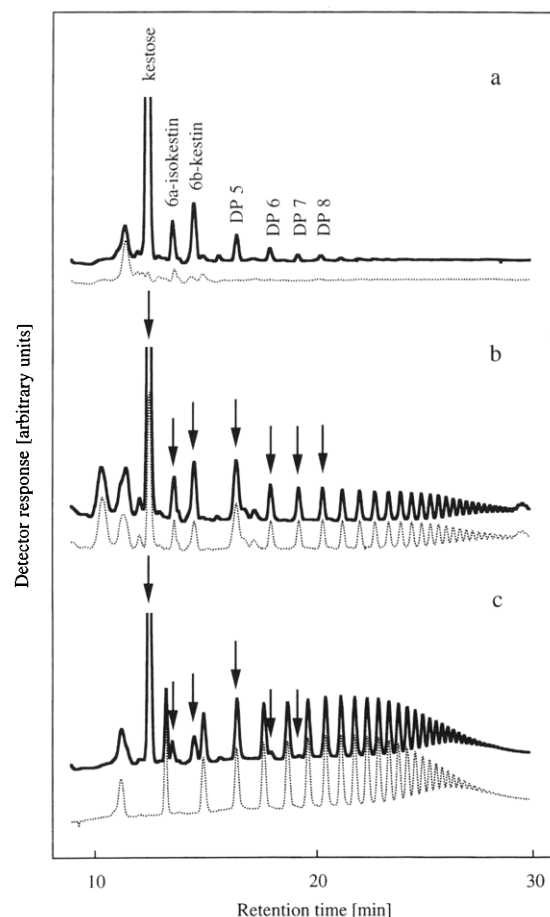 a
kestose
6a-isokestin
6b-kestin
DP 5
DP 6
DP 7
DP 8
b
c
Detector response [arbitrary units]
10
20
30
Retention time [min]